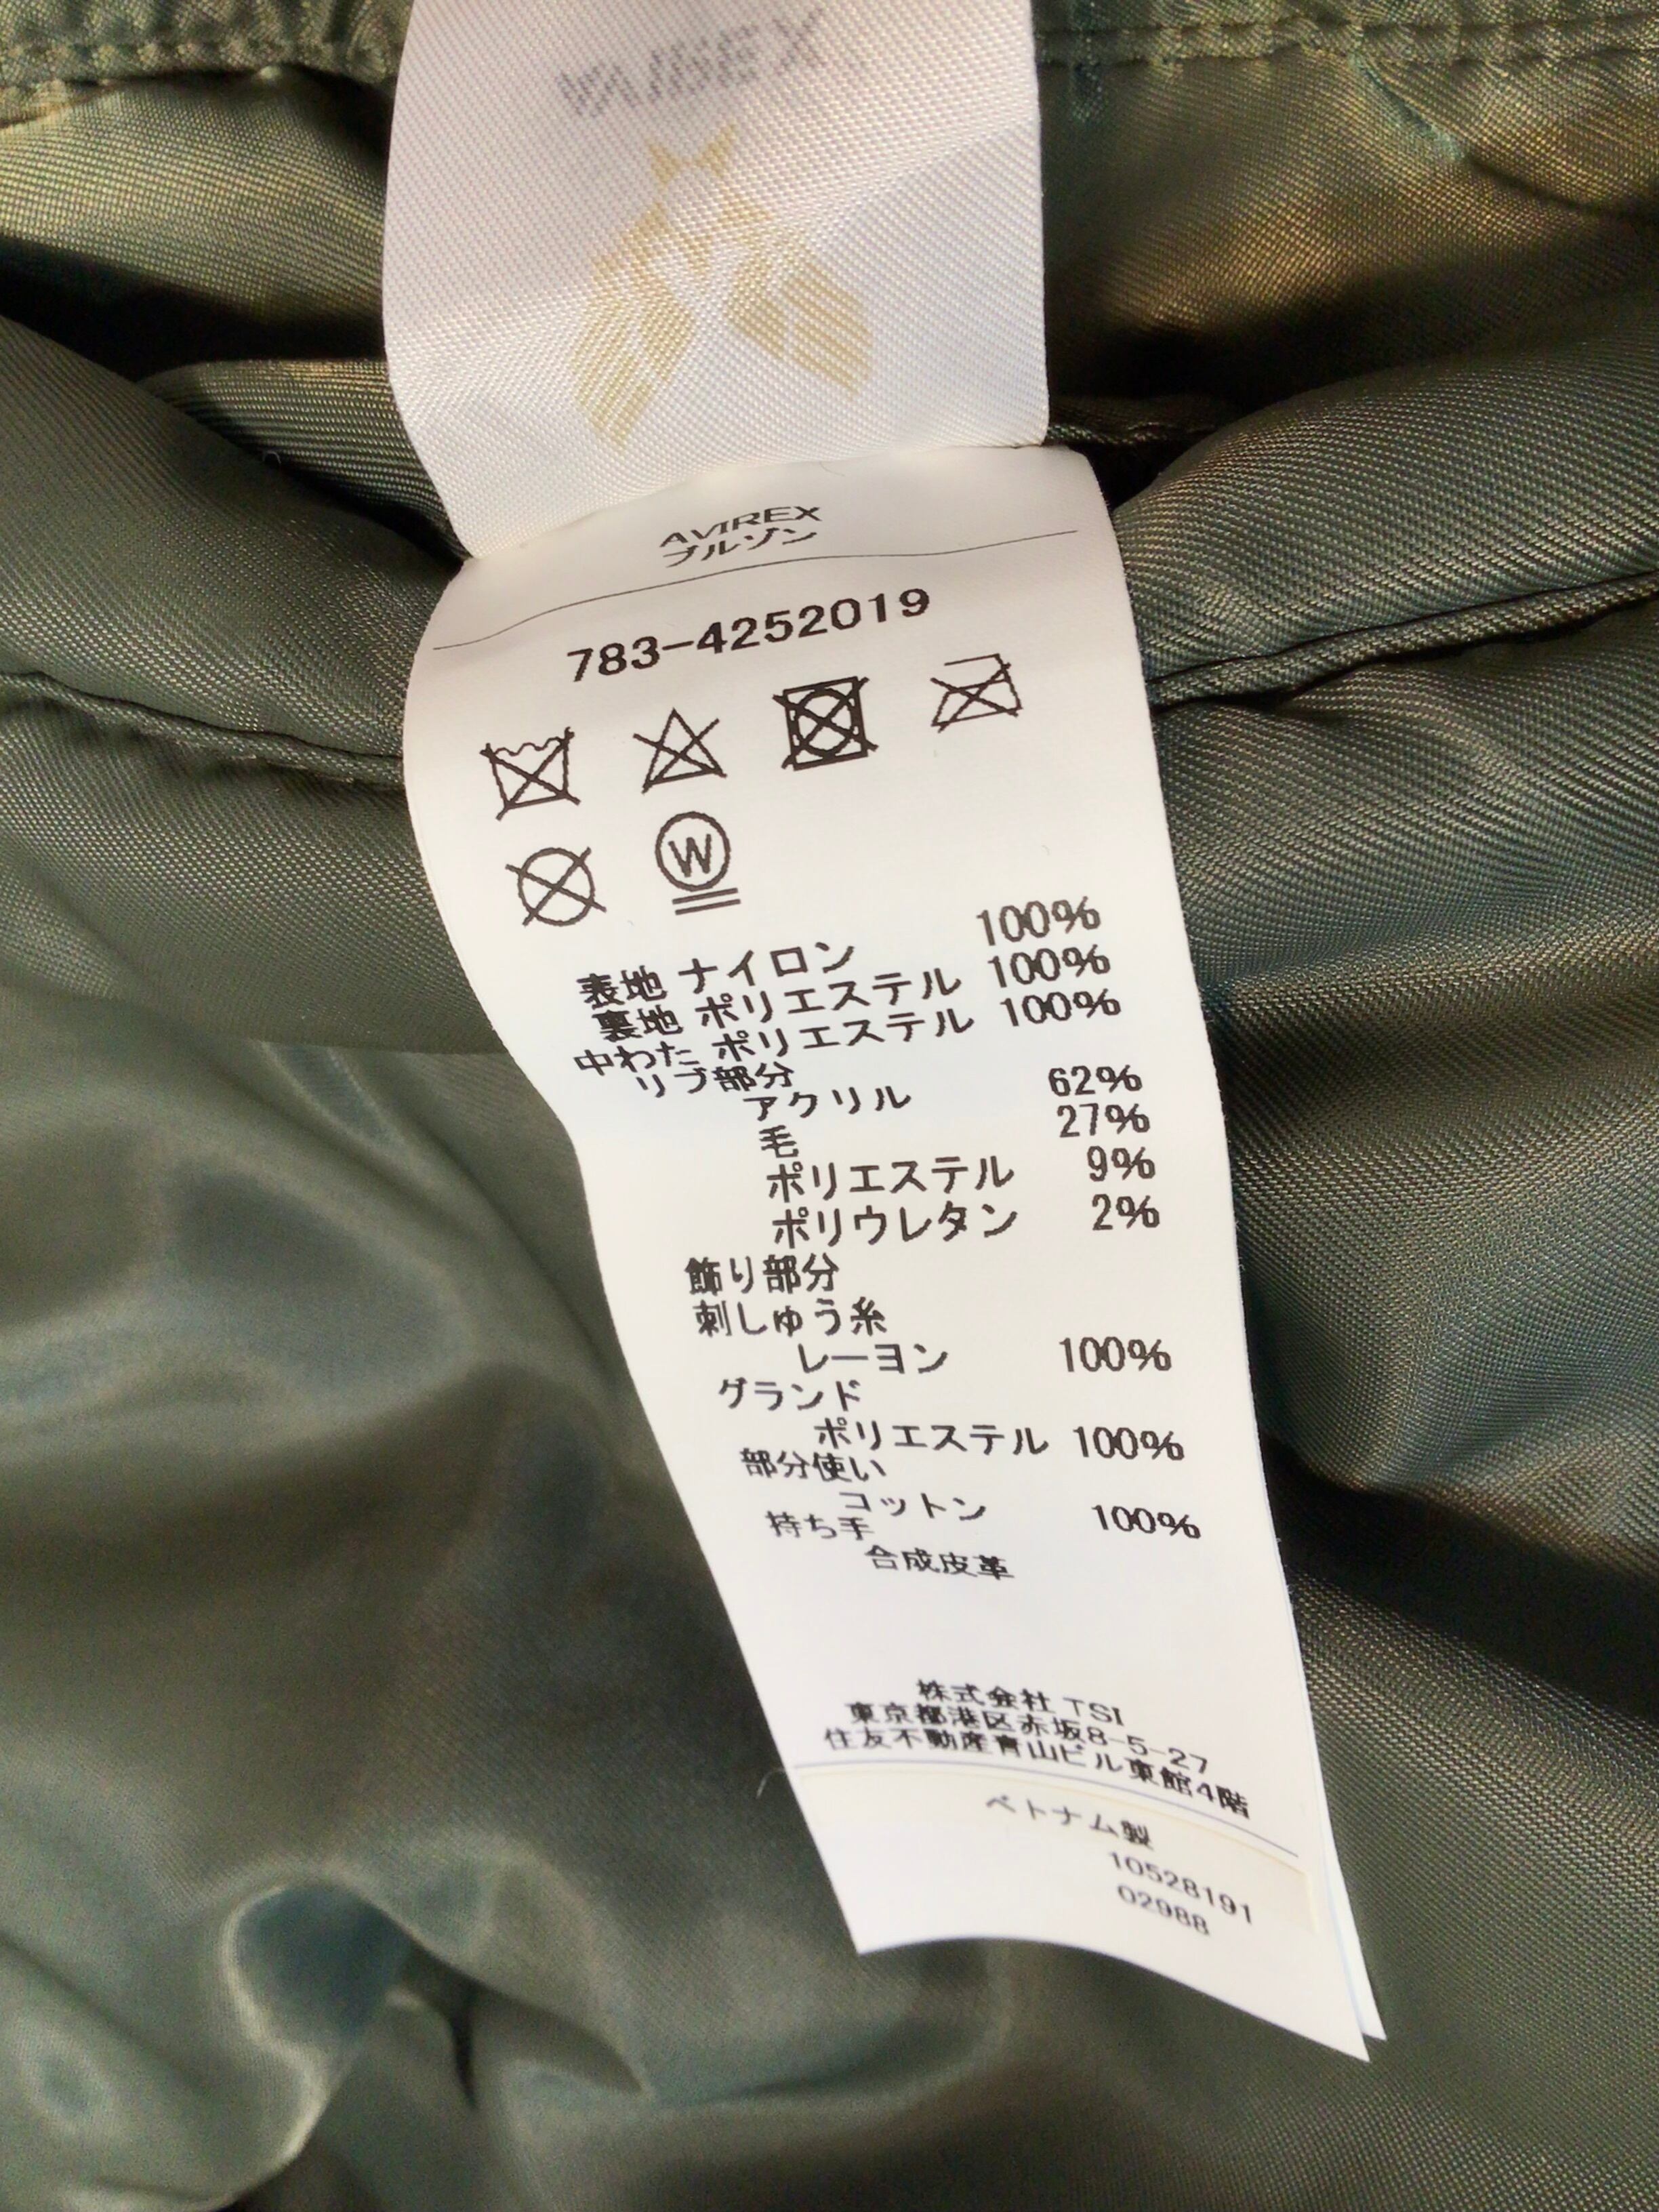 AVIREX
AVIREX
ブルゾン
783-4252019
W
表地 ナイロン 100%
裏地 ポリエステル 100%
中わた ポリエステル 100%
リブ部分
アクリル 62%
毛 27%
ポリエステル 9%
ポリウレタン 2%
飾り部分
刺しゅう糸
レーヨン 100%
グランド
ポリエステル 100%
部分使い
コットン 100%
持ち手
合成皮革
株式会社 TSI
東京都港区赤坂8-5-27
住友不動産青山ビル東館4階
ベトナム製
10528191
02988